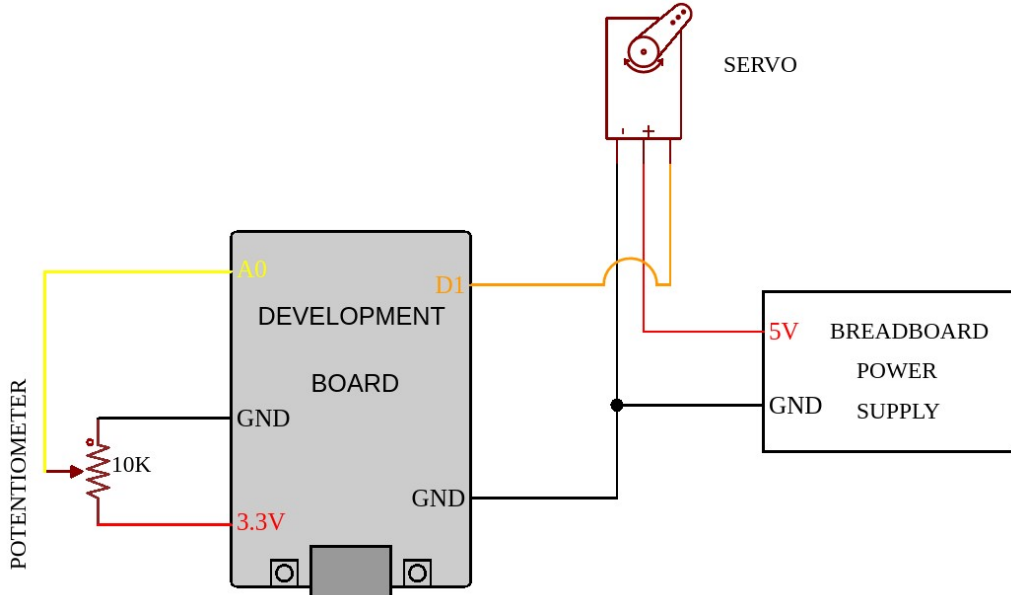 SERVO
- +
A0
D1
DEVELOPMENT
BOARD
5V
BREADBOARD
POWER
SUPPLY
GND
POTENTIOMETER
GND
10K
GND
3.3V